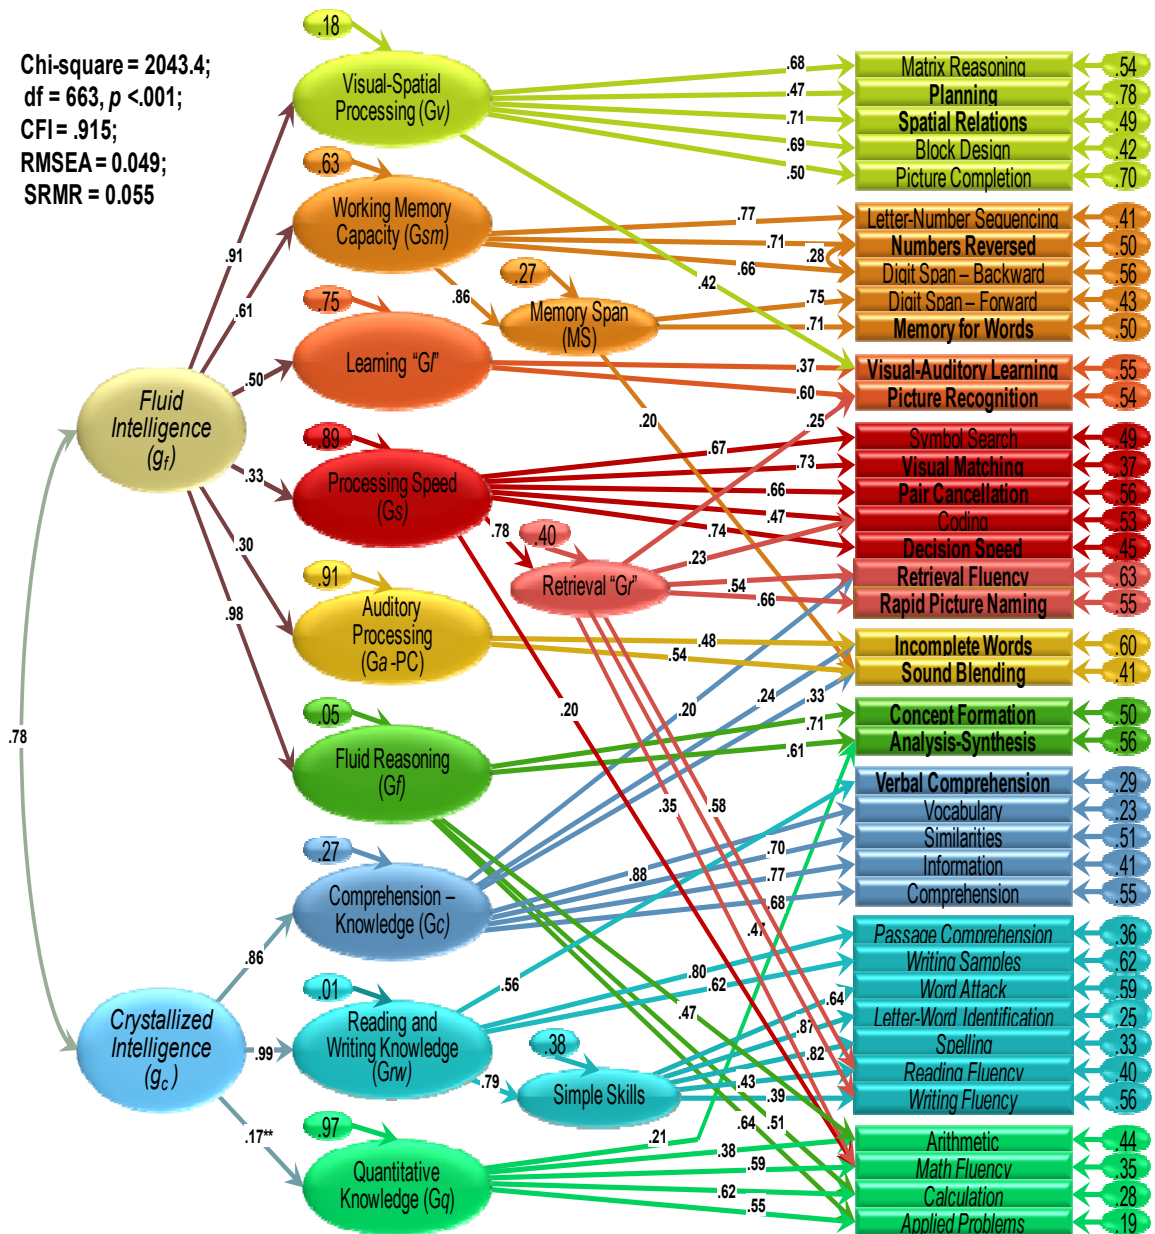 Chi-square = 2043.4;
df = 663, p <.001;
CFI = .915;
RMSEA = 0.049;
SRMR = 0.055
.18
Visual-Spatial
Processing (Gv)
.68
.47
.71
.69
.50
Matrix Reasoning
.54
Planning
.78
Spatial Relations
.49
Block Design
.42
Picture Completion
.70
.63
Working Memory
Capacity (Gsm)
.77
.71
.66
.28
Letter-Number Sequencing
.41
Numbers Reversed
.50
Digit Span – Backward
.56
.91
.61
.86
.27
Memory Span
(MS)
.42
.75
.71
Digit Span – Forward
.43
Memory for Words
.50
.75
Learning “Gl”
.37
.60
.25
.20
Visual-Auditory Learning
.55
Picture Recognition
.54
.50
Fluid
Intelligence
(gf)
.33
.30
.98
.89
Processing Speed
(Gs)
.67
.73
.66
.47
.74
Symbol Search
.49
Visual Matching
.37
Pair Cancellation
.56
Coding
.53
Decision Speed
.45
.78
.40
Retrieval “Gr”
.23
.54
.66
Retrieval Fluency
.63
Rapid Picture Naming
.55
.91
Auditory
Processing
(Ga -PC)
.48
.54
Incomplete Words
.60
Sound Blending
.41
.20
.20
.24
.33
.05
Fluid Reasoning
(Gf)
.71
.61
Concept Formation
.50
Analysis-Synthesis
.56
.78
.35
.58
.27
Comprehension –
Knowledge (Gc)
.88
.70
.77
.68
Verbal Comprehension
.29
Vocabulary
.23
Similarities
.51
Information
.41
Comprehension
.55
.47
.86
.01
Reading and
Writing Knowledge
(Grw)
.56
.80
.62
.47
Passage Comprehension
.36
Writing Samples
.62
Word Attack
.59
Letter-Word Identification
.25
Spelling
.33
Reading Fluency
.40
Writing Fluency
.56
Crystallized
Intelligence
(gc)
.99
.79
.38
Simple Skills
.64
.87
.82
.43
.39
.64
.51
.17**
.97
Quantitative
Knowledge (Gq)
.21
.38
.59
.62
.55
Arithmetic
.44
Math Fluency
.35
Calculation
.28
Applied Problems
.19